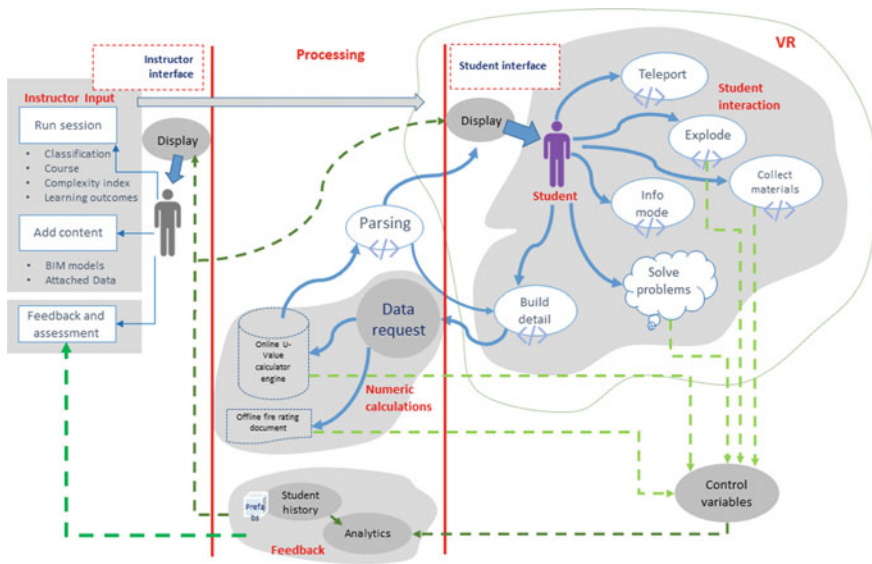 Instructor
interface
Processing
Student interface
VR
Instructor Input
Run session
• Classification
• Course
• Complexity index
• Learning outcomes
Add content
• BIM models
• Attached Data
Feedback and
assessment
Display
Display
Student
Teleport
</>
Student
interaction
Explode
</>
Collect
materials
</>
Info
mode
</>
Solve
problems
Build
detail
</>
Parsing
</>
Data
request
Online U-
Value
calculator
engine
Numeric
calculations
Offline fire rating
document
Control
variables
Prefa
bs
Student
history
Analytics
Feedback